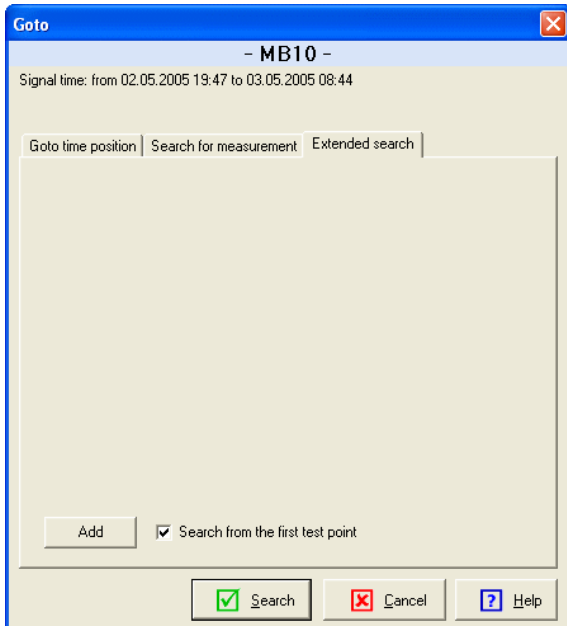 Goto
- MB10 -
Signal time: from 02.05.2005 19:47 to 03.05.2005 08:44
Goto time position Search for measurement Extended search
Add Search from the first test point
Search Cancel Help